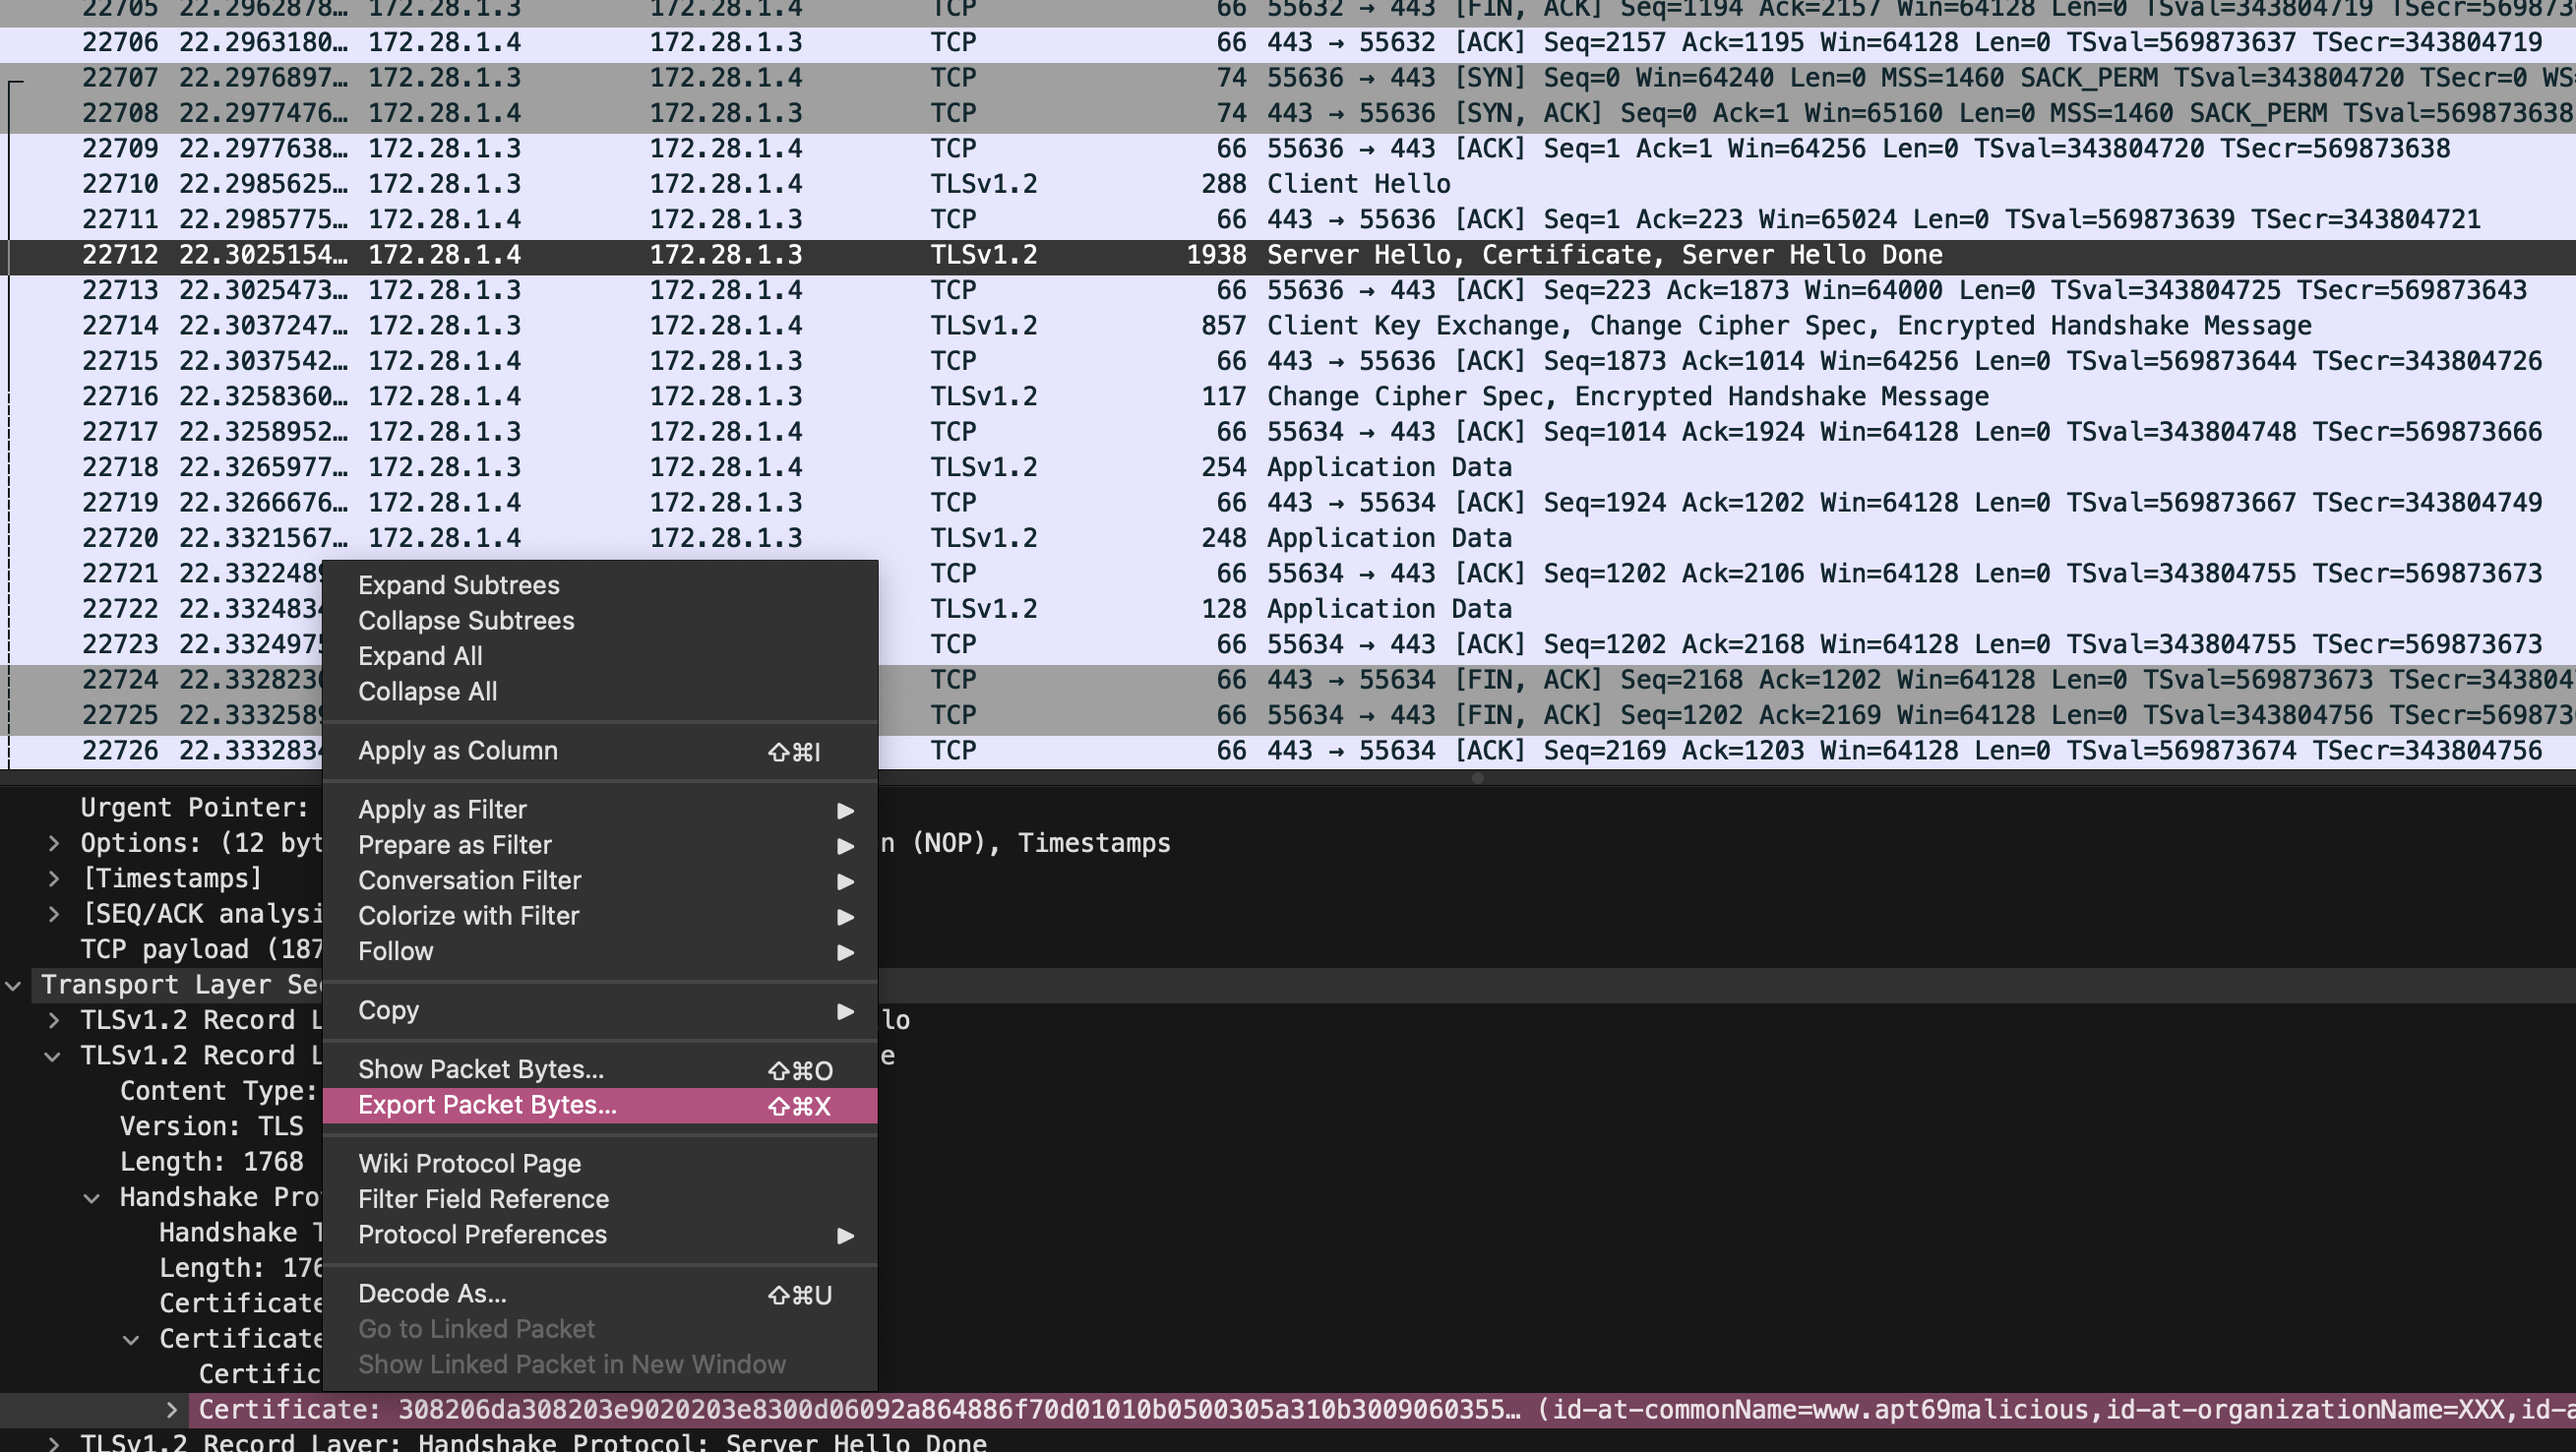 22705 22.2962878… 172.28.1.3 172.28.1.4 TCP 66 55632 → 443 [FIN, ACK] Seq=1194 Ack=2157 Win=64128 Len=0 TSval=343804719 TSecr=569873
22706 22.2963180… 172.28.1.4 172.28.1.3 TCP 66 443 → 55632 [ACK] Seq=2157 Ack=1195 Win=64128 Len=0 TSval=569873637 TSecr=343804719
22707 22.2976897… 172.28.1.3 172.28.1.4 TCP 74 55636 → 443 [SYN] Seq=0 Win=64240 Len=0 MSS=1460 SACK_PERM TSval=343804720 TSecr=0 WS=
22708 22.2977476… 172.28.1.4 172.28.1.3 TCP 74 443 → 55636 [SYN, ACK] Seq=0 Ack=1 Win=65160 Len=0 MSS=1460 SACK_PERM TSval=569873638
22709 22.2977638… 172.28.1.3 172.28.1.4 TCP 66 55636 → 443 [ACK] Seq=1 Ack=1 Win=64256 Len=0 TSval=343804720 TSecr=569873638
22710 22.2985625… 172.28.1.3 172.28.1.4 TLSv1.2 288 Client Hello
22711 22.2985775… 172.28.1.4 172.28.1.3 TCP 66 443 → 55636 [ACK] Seq=1 Ack=223 Win=65024 Len=0 TSval=569873639 TSecr=343804721
22712 22.3025154… 172.28.1.4 172.28.1.3 TLSv1.2 1938 Server Hello, Certificate, Server Hello Done
22713 22.3025473… 172.28.1.3 172.28.1.4 TCP 66 55636 → 443 [ACK] Seq=223 Ack=1873 Win=64000 Len=0 TSval=343804725 TSecr=569873643
22714 22.3037247… 172.28.1.3 172.28.1.4 TLSv1.2 857 Client Key Exchange, Change Cipher Spec, Encrypted Handshake Message
22715 22.3037542… 172.28.1.4 172.28.1.3 TCP 66 443 → 55636 [ACK] Seq=1873 Ack=1014 Win=64256 Len=0 TSval=569873644 TSecr=343804726
22716 22.3258360… 172.28.1.4 172.28.1.3 TLSv1.2 117 Change Cipher Spec, Encrypted Handshake Message
22717 22.3258952… 172.28.1.3 172.28.1.4 TCP 66 55634 → 443 [ACK] Seq=1014 Ack=1924 Win=64128 Len=0 TSval=343804748 TSecr=569873666
22718 22.3265977… 172.28.1.3 172.28.1.4 TLSv1.2 254 Application Data
22719 22.3266676… 172.28.1.4 172.28.1.3 TCP 66 443 → 55634 [ACK] Seq=1924 Ack=1202 Win=64128 Len=0 TSval=569873667 TSecr=343804749
22720 22.3321567… 172.28.1.4 172.28.1.3 TLSv1.2 248 Application Data
22721 22.3322489 TCP 66 55634 → 443 [ACK] Seq=1202 Ack=2106 Win=64128 Len=0 TSval=343804755 TSecr=569873673
22722 22.3324834 TLSv1.2 128 Application Data
22723 22.3324975 TCP 66 55634 → 443 [ACK] Seq=1202 Ack=2168 Win=64128 Len=0 TSval=343804755 TSecr=569873673
22724 22.3328230 TCP 66 443 → 55634 [FIN, ACK] Seq=2168 Ack=1202 Win=64128 Len=0 TSval=569873673 TSecr=343804
22725 22.3332589 TCP 66 55634 → 443 [FIN, ACK] Seq=1202 Ack=2169 Win=64128 Len=0 TSval=343804756 TSecr=569873
22726 22.3332834 TCP 66 443 → 55634 [ACK] Seq=2169 Ack=1203 Win=64128 Len=0 TSval=569873674 TSecr=343804756
Expand Subtrees
Collapse Subtrees
Expand All
Collapse All
Apply as Column ⇧⌘I
Apply as Filter ▶
Prepare as Filter ▶
Conversation Filter ▶
Colorize with Filter ▶
Follow ▶
Copy ▶
Show Packet Bytes... ⇧⌘O
Export Packet Bytes... ⇧⌘X
Wiki Protocol Page
Filter Field Reference
Protocol Preferences ▶
Decode As... ⇧⌘U
Go to Linked Packet
Show Linked Packet in New Window
Urgent Pointer:
Options: (12 byt n (NOP), Timestamps
[Timestamps]
[SEQ/ACK analysi
TCP payload (187
Transport Layer Sec
TLSv1.2 Record L lo
TLSv1.2 Record L e
Content Type:
Version: TLS
Length: 1768
Handshake Pro
Handshake T
Length: 176
Certificate
Certificate
Certific
Certificate: 308206da308203e9020203e8300d06092a864886f70d01010b0500305a310b3009060355… (id-at-commonName=www.apt69malicious,id-at-organizationName=XXX,id-a
TLSv1.2 Record Layer: Handshake Protocol: Server Hello Done